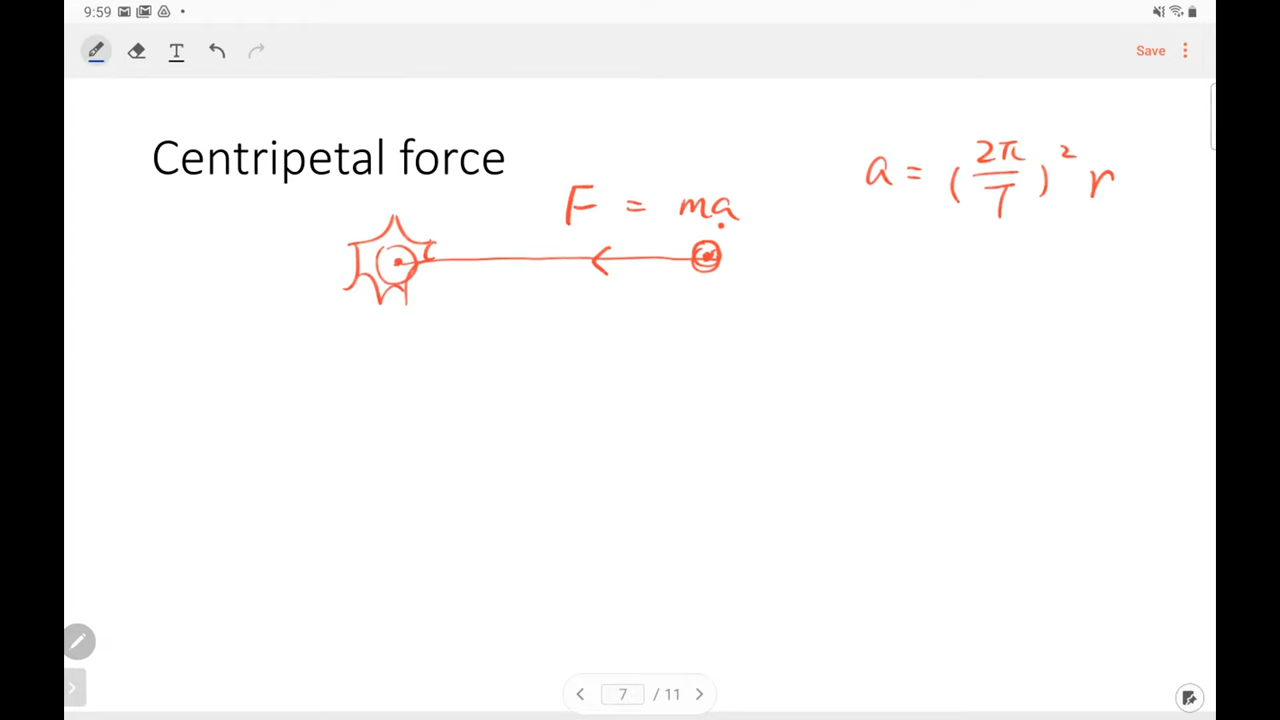 9:59
Save
Centripetal force
a = (2π/T)² r
F = ma
7 / 11